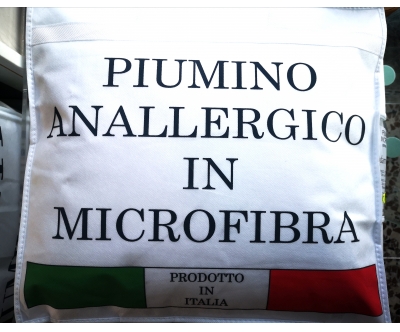 PIUMINO
ANALLERGICO
IN
MICROFIBRA
PRODOTTO
IN
ITALIA